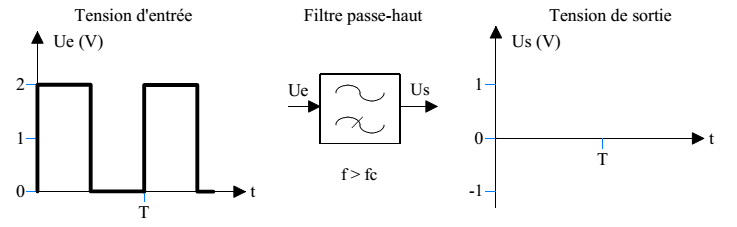 Tension d'entrée
Filtre passe-haut
Tension de sortie
Ue (V)
2
1
0
t
T
Ue
Us
f > fc
Us (V)
1
0
-1
t
T